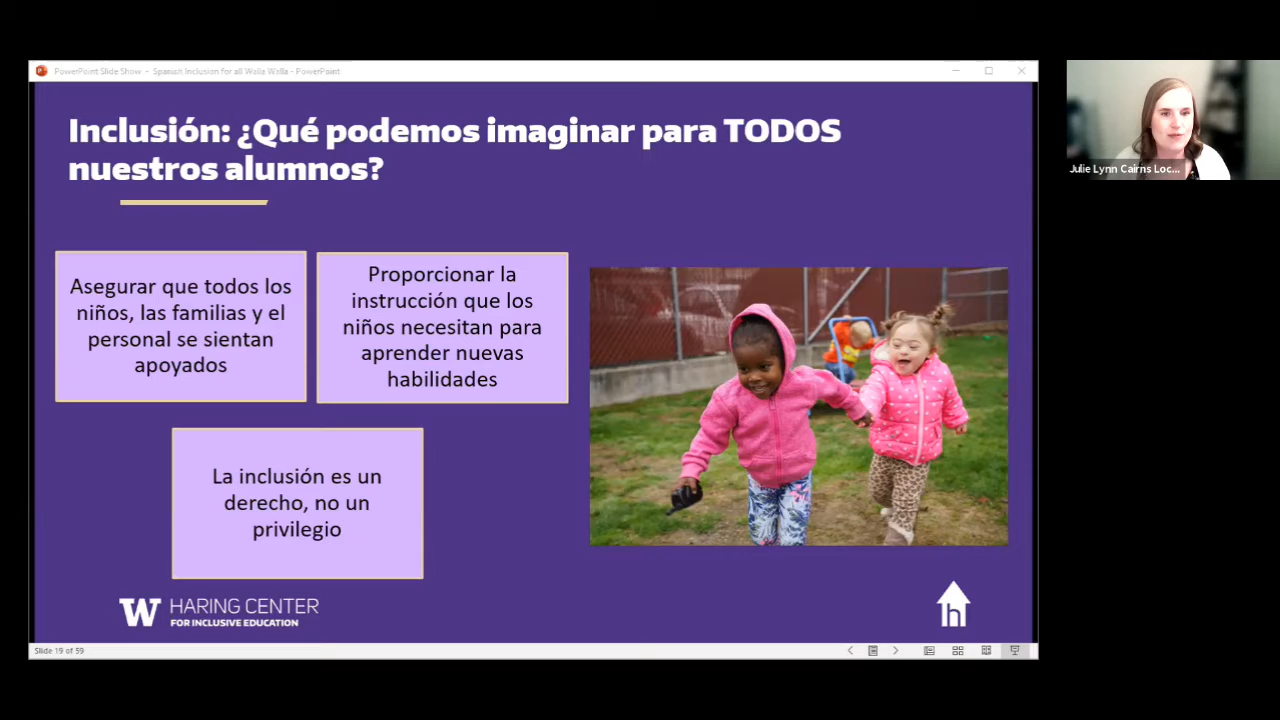 PowerPoint Slide Show - Spanish Inclusion for all Walla Walla - PowerPoint
Inclusión: ¿Qué podemos imaginar para TODOS
nuestros alumnos?
Asegurar que todos los
niños, las familias y el
personal se sientan
apoyados
Proporcionar la
instrucción que los
niños necesitan para
aprender nuevas
habilidades
La inclusión es un
derecho, no un
privilegio
W HARING CENTER
FOR INCLUSIVE EDUCATION
h
Slide 19 of 59
Julie Lynn Cairns Loc...